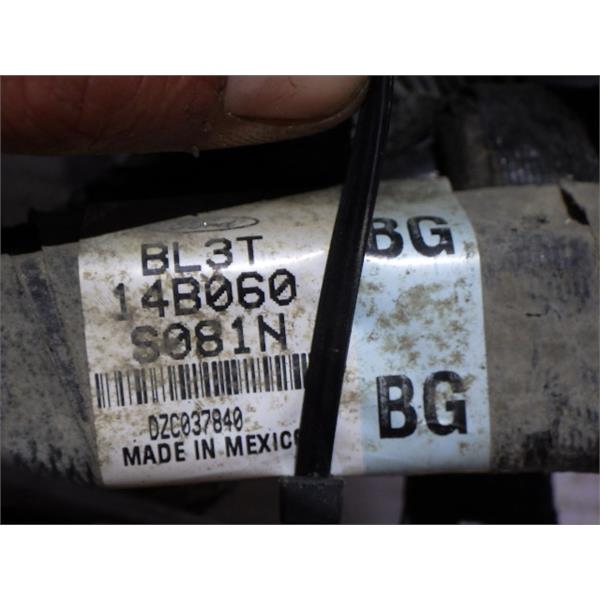 BL3T
14B060
S081N
DZC037840
MADE IN MEXICO
BG
BG